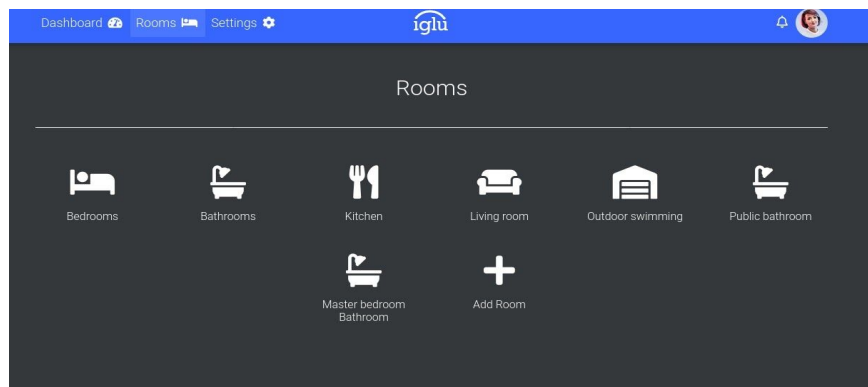 Dashboard Rooms Settings iglu
Rooms
Bedrooms Bathrooms Kitchen Living room Outdoor swimming Public bathroom
Master bedroom Add Room
Bathroom